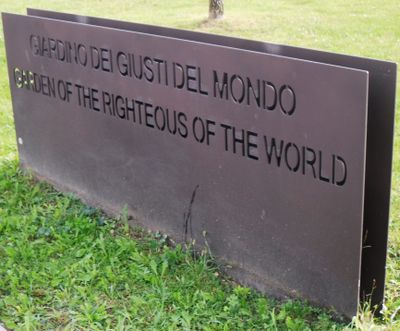 GIARDINO DEI GIUSTI DEL MONDO
GARDEN OF THE RIGHTEOUS OF THE WORLD